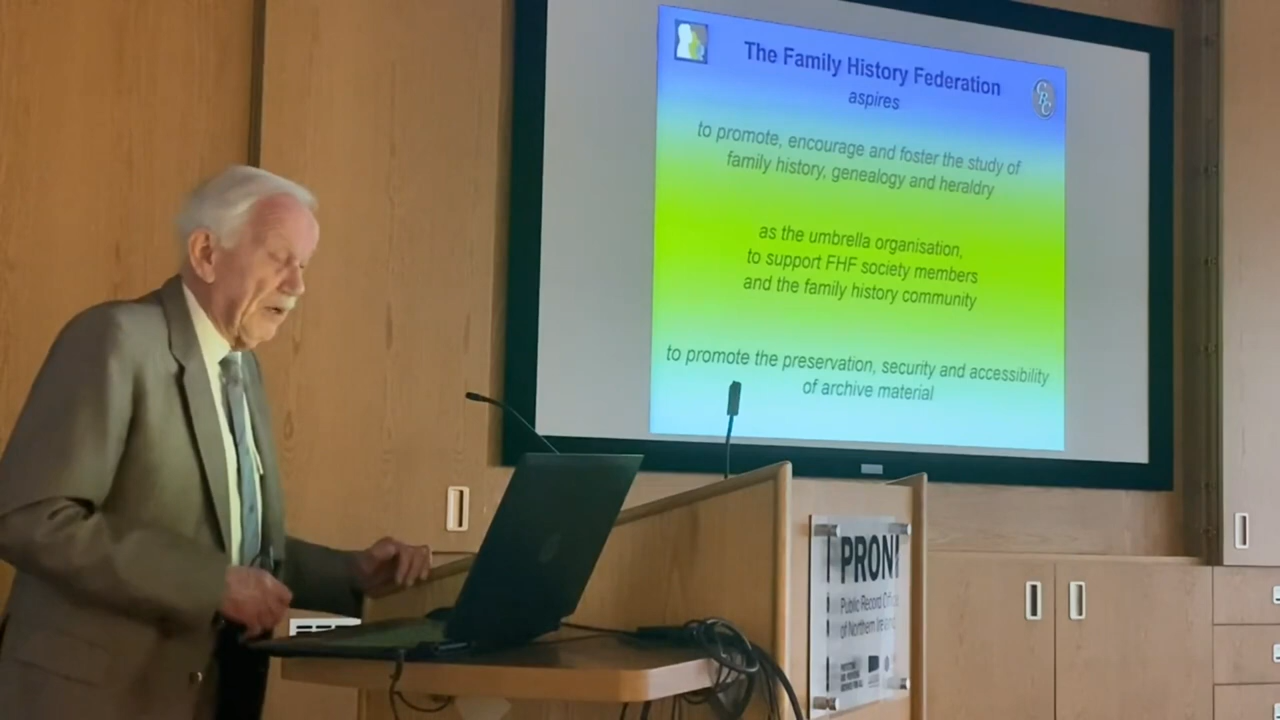 The Family History Federation
aspires
to promote, encourage and foster the study of
family history, genealogy and heraldry
as the umbrella organisation,
to support FHF society members
and the family history community
to promote the preservation, security and accessibility
of archive material
CRC
PRONI
Public Record Office
of Northern Ireland